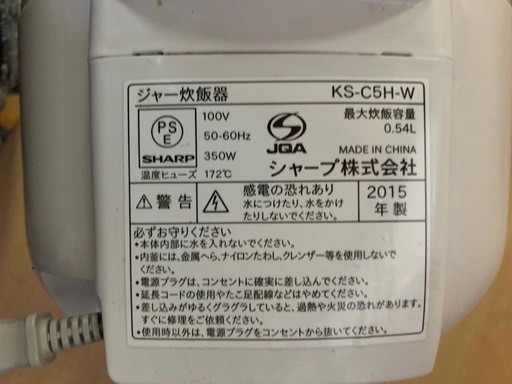 ジャー炊飯器 KS-C5H-W
PS
E
SHARP
100V
50-60Hz
350W
温度ヒューズ 172℃
JQA
最大炊飯容量
0.54L
MADE IN CHINA
シャープ株式会社
警告
感電の恐れあり
水につけたり、水をかけ
たりしないでください。
2015
年製
必ずお守りください
•本体内部に水を入れないでください。
•内釜には、金属へら、ナイロンたわし、クレンザー等を使用しないで
ください。
•電源プラグは、コンセントに確実に差し込んでください。
•延長コードの使用やたこ足配線などはやめてください。
•差し込みがゆるくグラグラしていると、過熱や火災の恐れがあります。
すぐに修理をご依頼ください。
•使用時以外は、電源プラグをコンセントから抜いてください。